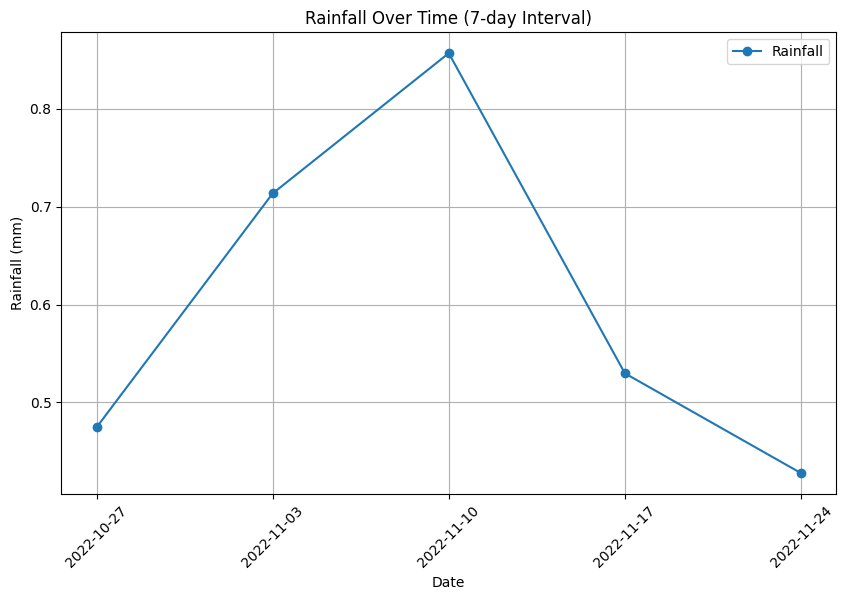 Rainfall Over Time (7-day Interval)
Rainfall
Rainfall (mm)
0.8
0.7
0.6
0.5
2022-10-27
2022-11-03
2022-11-10
2022-11-17
2022-11-24
Date